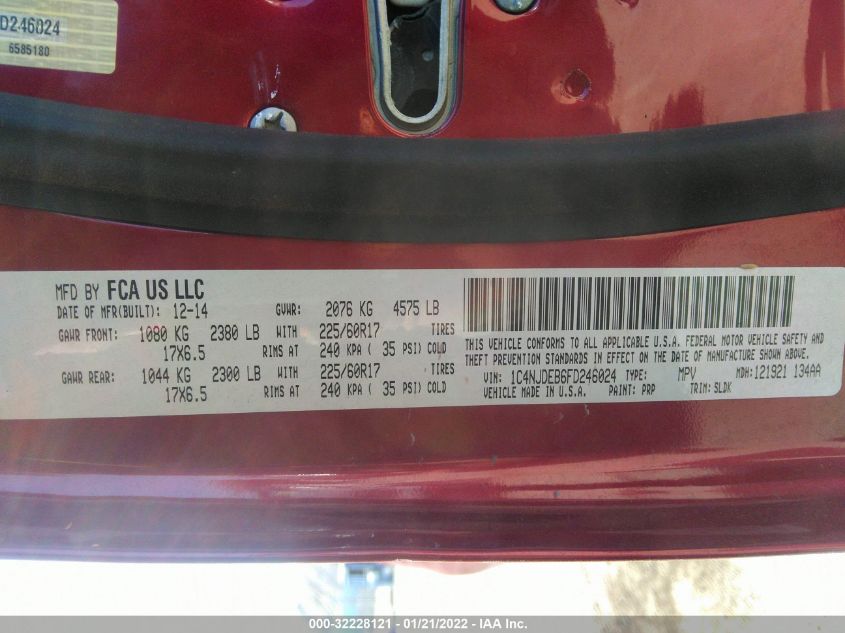 D246024
6585180
MFD BY FCA US LLC
DATE OF MFR(BUILT): 12-14 GVWR: 2076 KG 4575 LB
GAWR FRONT: 1080 KG 2380 LB WITH 225/60R17 TIRES
17X6.5 RIMS AT 240 KPA ( 35 PSI) COLD
GAWR REAR: 1044 KG 2300 LB WITH 225/60R17 TIRES
17X6.5 RIMS AT 240 KPA ( 35 PSI) COLD
THIS VEHICLE CONFORMS TO ALL APPLICABLE U.S.A. FEDERAL MOTOR VEHICLE SAFETY AND
THEFT PREVENTION STANDARDS IN EFFECT ON THE DATE OF MANUFACTURE SHOWN ABOVE.
VIN: 1C4NJDEB6FD246024 TYPE: MPV MDH: 121921 134AA
VEHICLE MADE IN U.S.A. PAINT: PRP TRIM: SLDK
000-32228121 - 01/21/2022 - IAA Inc.